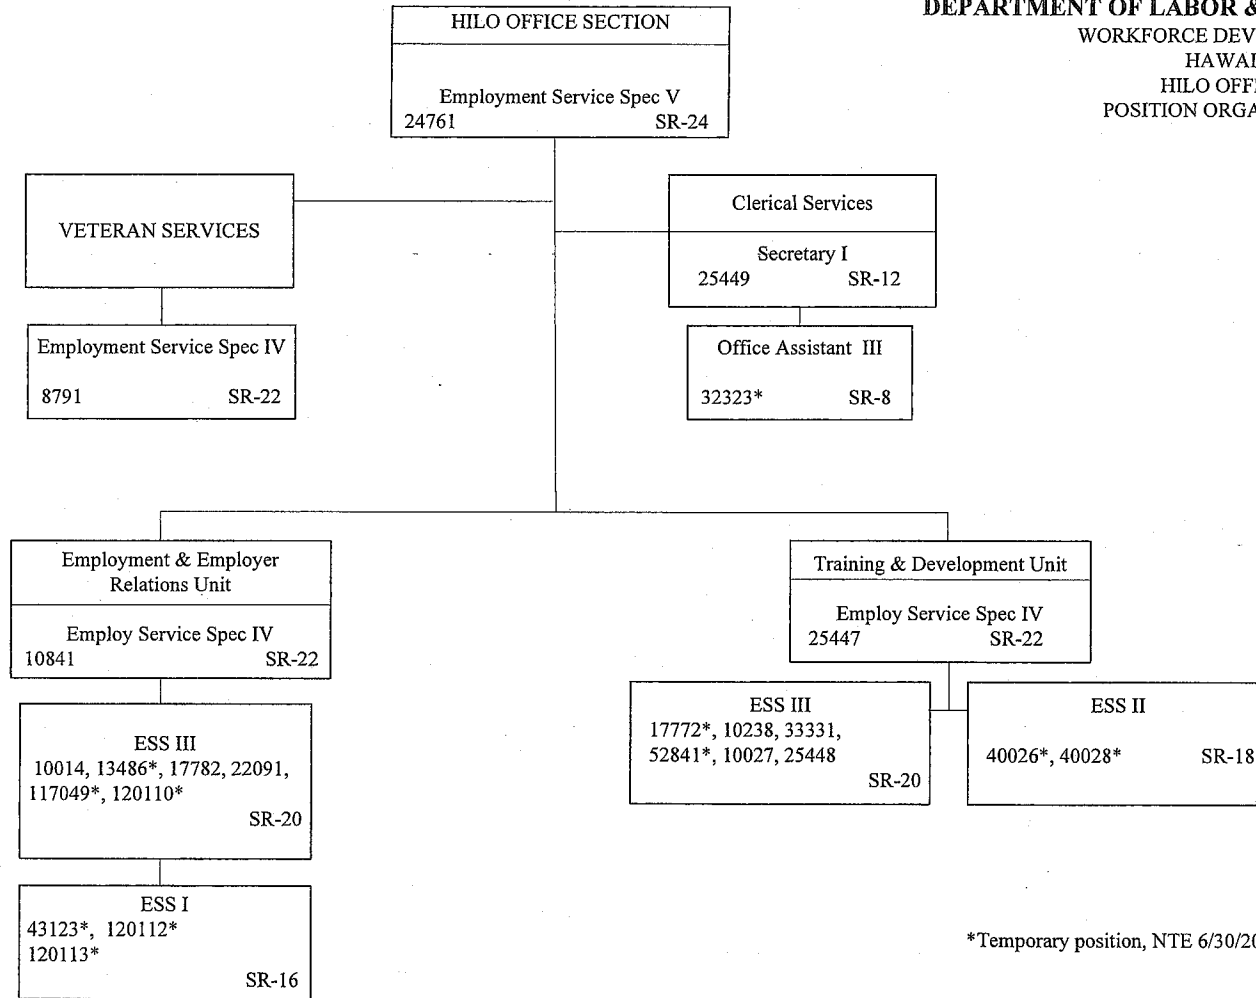 DEPARTMENT OF LABOR &
WORKFORCE DEV
HAWAI
HILO OFF
POSITION ORGA
HILO OFFICE SECTION
Employment Service Spec V
24761 SR-24
VETERAN SERVICES
Employment Service Spec IV
8791 SR-22
Clerical Services
Secretary I
25449 SR-12
Office Assistant III
32323* SR-8
Employment & Employer
Relations Unit
Employ Service Spec IV
10841 SR-22
ESS III
10014, 13486*, 17782, 22091,
117049*, 120110*
SR-20
ESS I
43123*, 120112*
120113*
SR-16
Training & Development Unit
Employ Service Spec IV
25447 SR-22
ESS III
17772*, 10238, 33331,
52841*, 10027, 25448
SR-20
ESS II
40026*, 40028* SR-18
*Temporary position, NTE 6/30/20